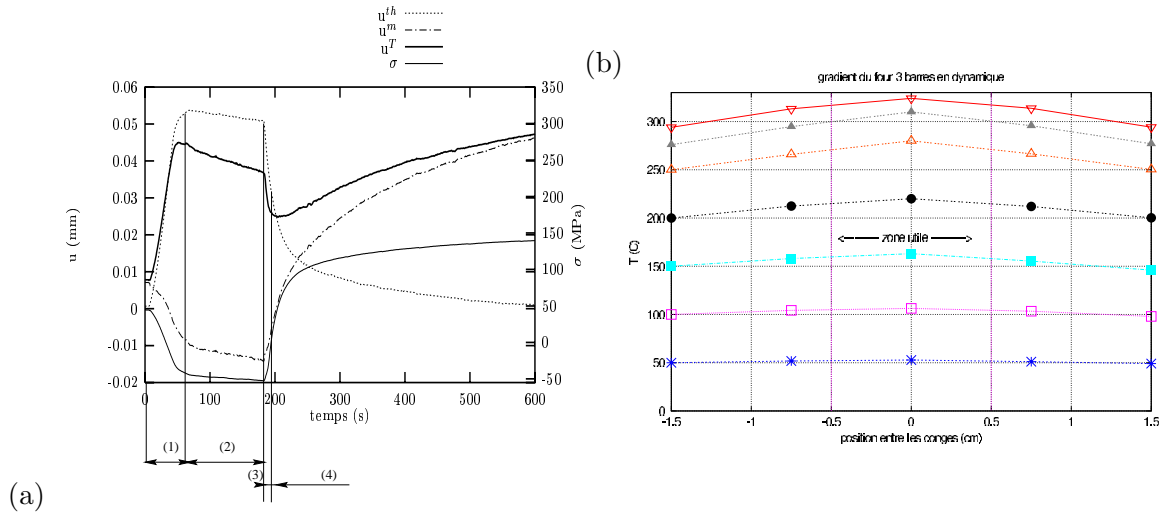 u^th
u^m
u^T
σ
0.06
0.05
0.04
0.03
0.02
0.01
0
-0.01
-0.02
u (mm)
350
300
250
200
150
100
50
0
-50
σ (MPa)
0 100 200 300 400 500 600
temps (s)
(1) (2) (3) (4)
(a)
(b)
gradient du four 3 barres en dynamique
300
250
200
150
100
50
0
T (C)
zone utile
-1.5 -1 -0.5 0 0.5 1 1.5
position entre les conges (cm)